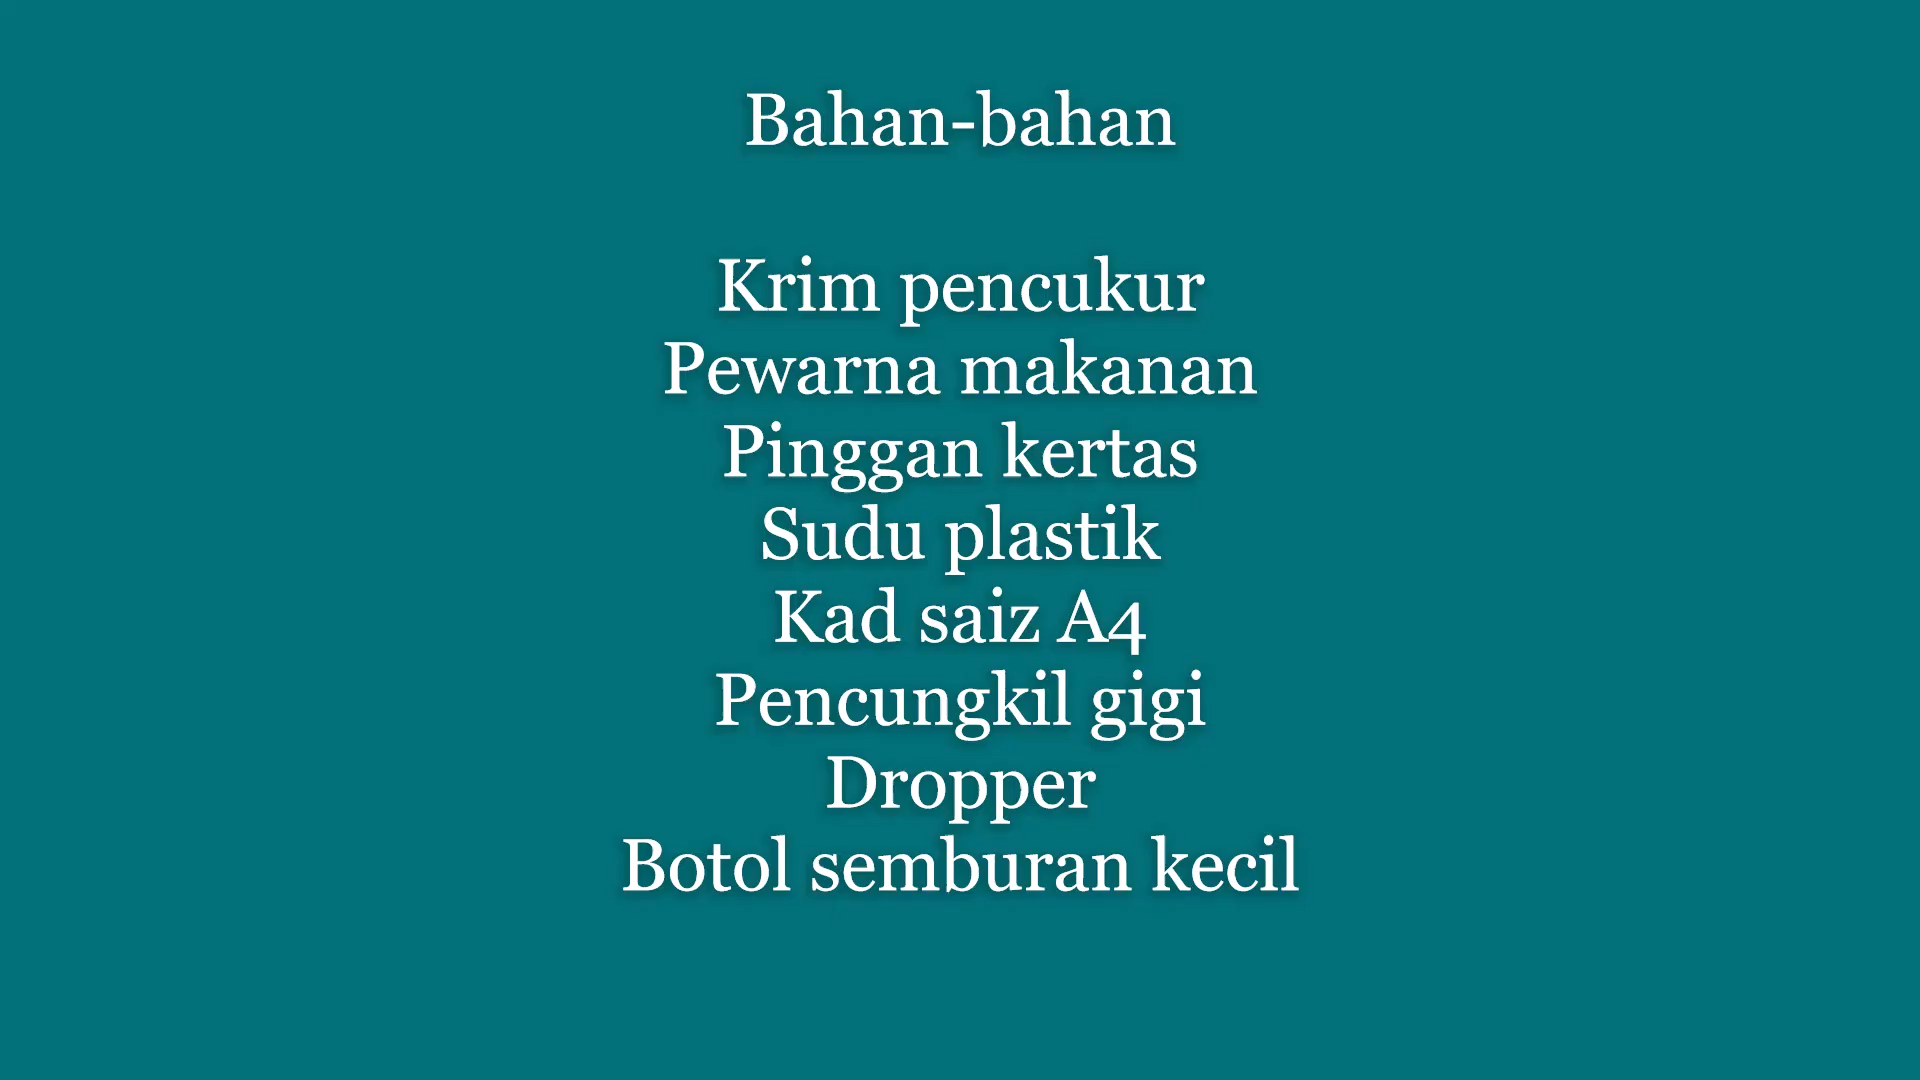 Bahan-bahan
Krim pencukur
Pewarna makanan
Pinggan kertas
Sudu plastik
Kad saiz A4
Pencungkil gigi
Dropper
Botol semburan kecil